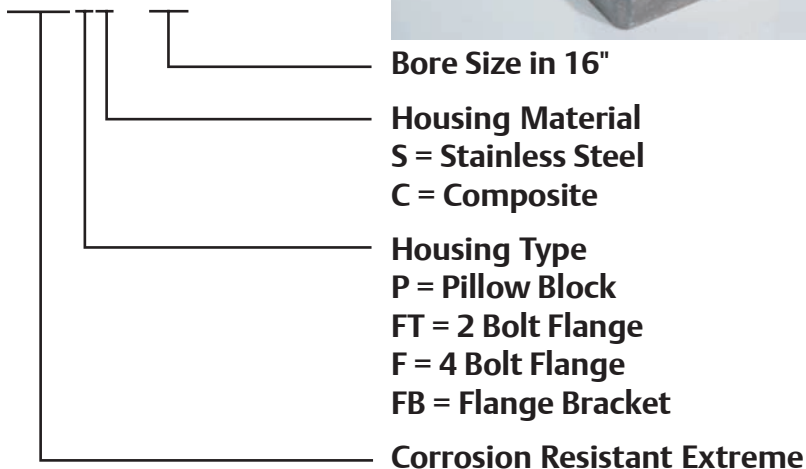 Bore Size in 16"
Housing Material
S = Stainless Steel
C = Composite
Housing Type
P = Pillow Block
FT = 2 Bolt Flange
F = 4 Bolt Flange
FB = Flange Bracket
Corrosion Resistant Extreme